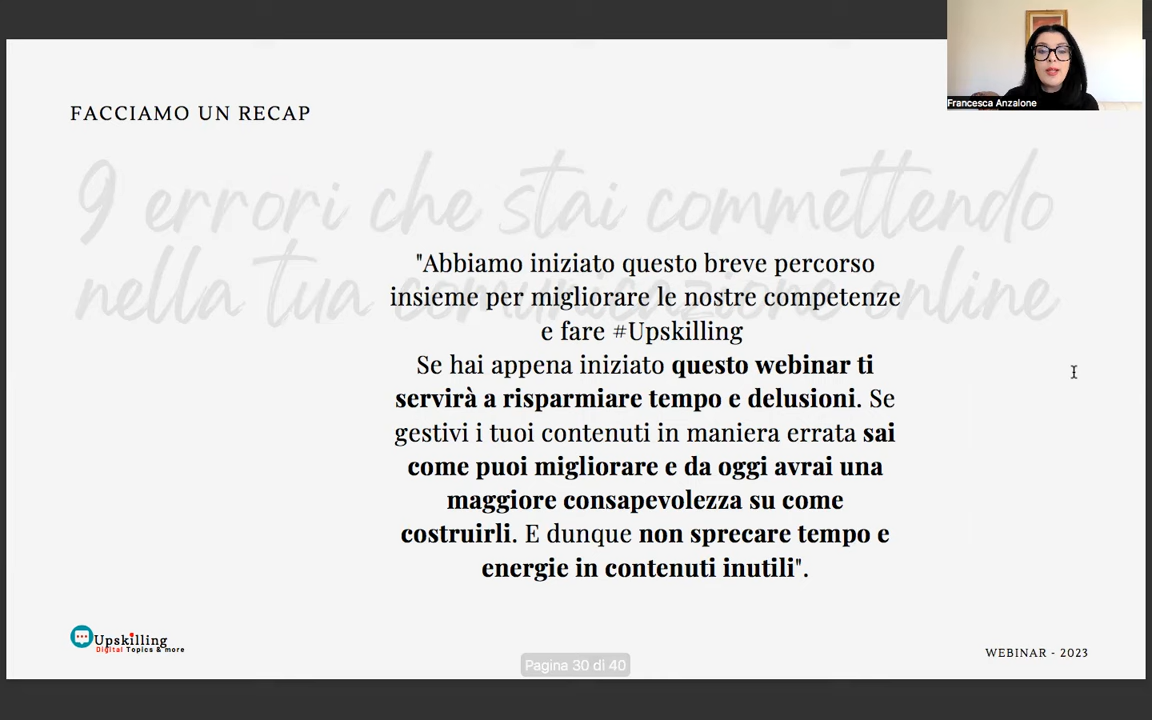 Francesca Anzalone
FACCIAMO UN RECAP
9 errori che stai commettendo
nella tua comunicazione online
"Abbiamo iniziato questo breve percorso
insieme per migliorare le nostre competenze
e fare #Upskilling
Se hai appena iniziato questo webinar ti
servirà a risparmiare tempo e delusioni. Se
gestivi i tuoi contenuti in maniera errata sai
come puoi migliorare e da oggi avrai una
maggiore consapevolezza su come
costruirli. E dunque non sprecare tempo e
energie in contenuti inutili".
Upskilling
Digital Topics & more
Pagina 30 di 40
WEBINAR - 2023